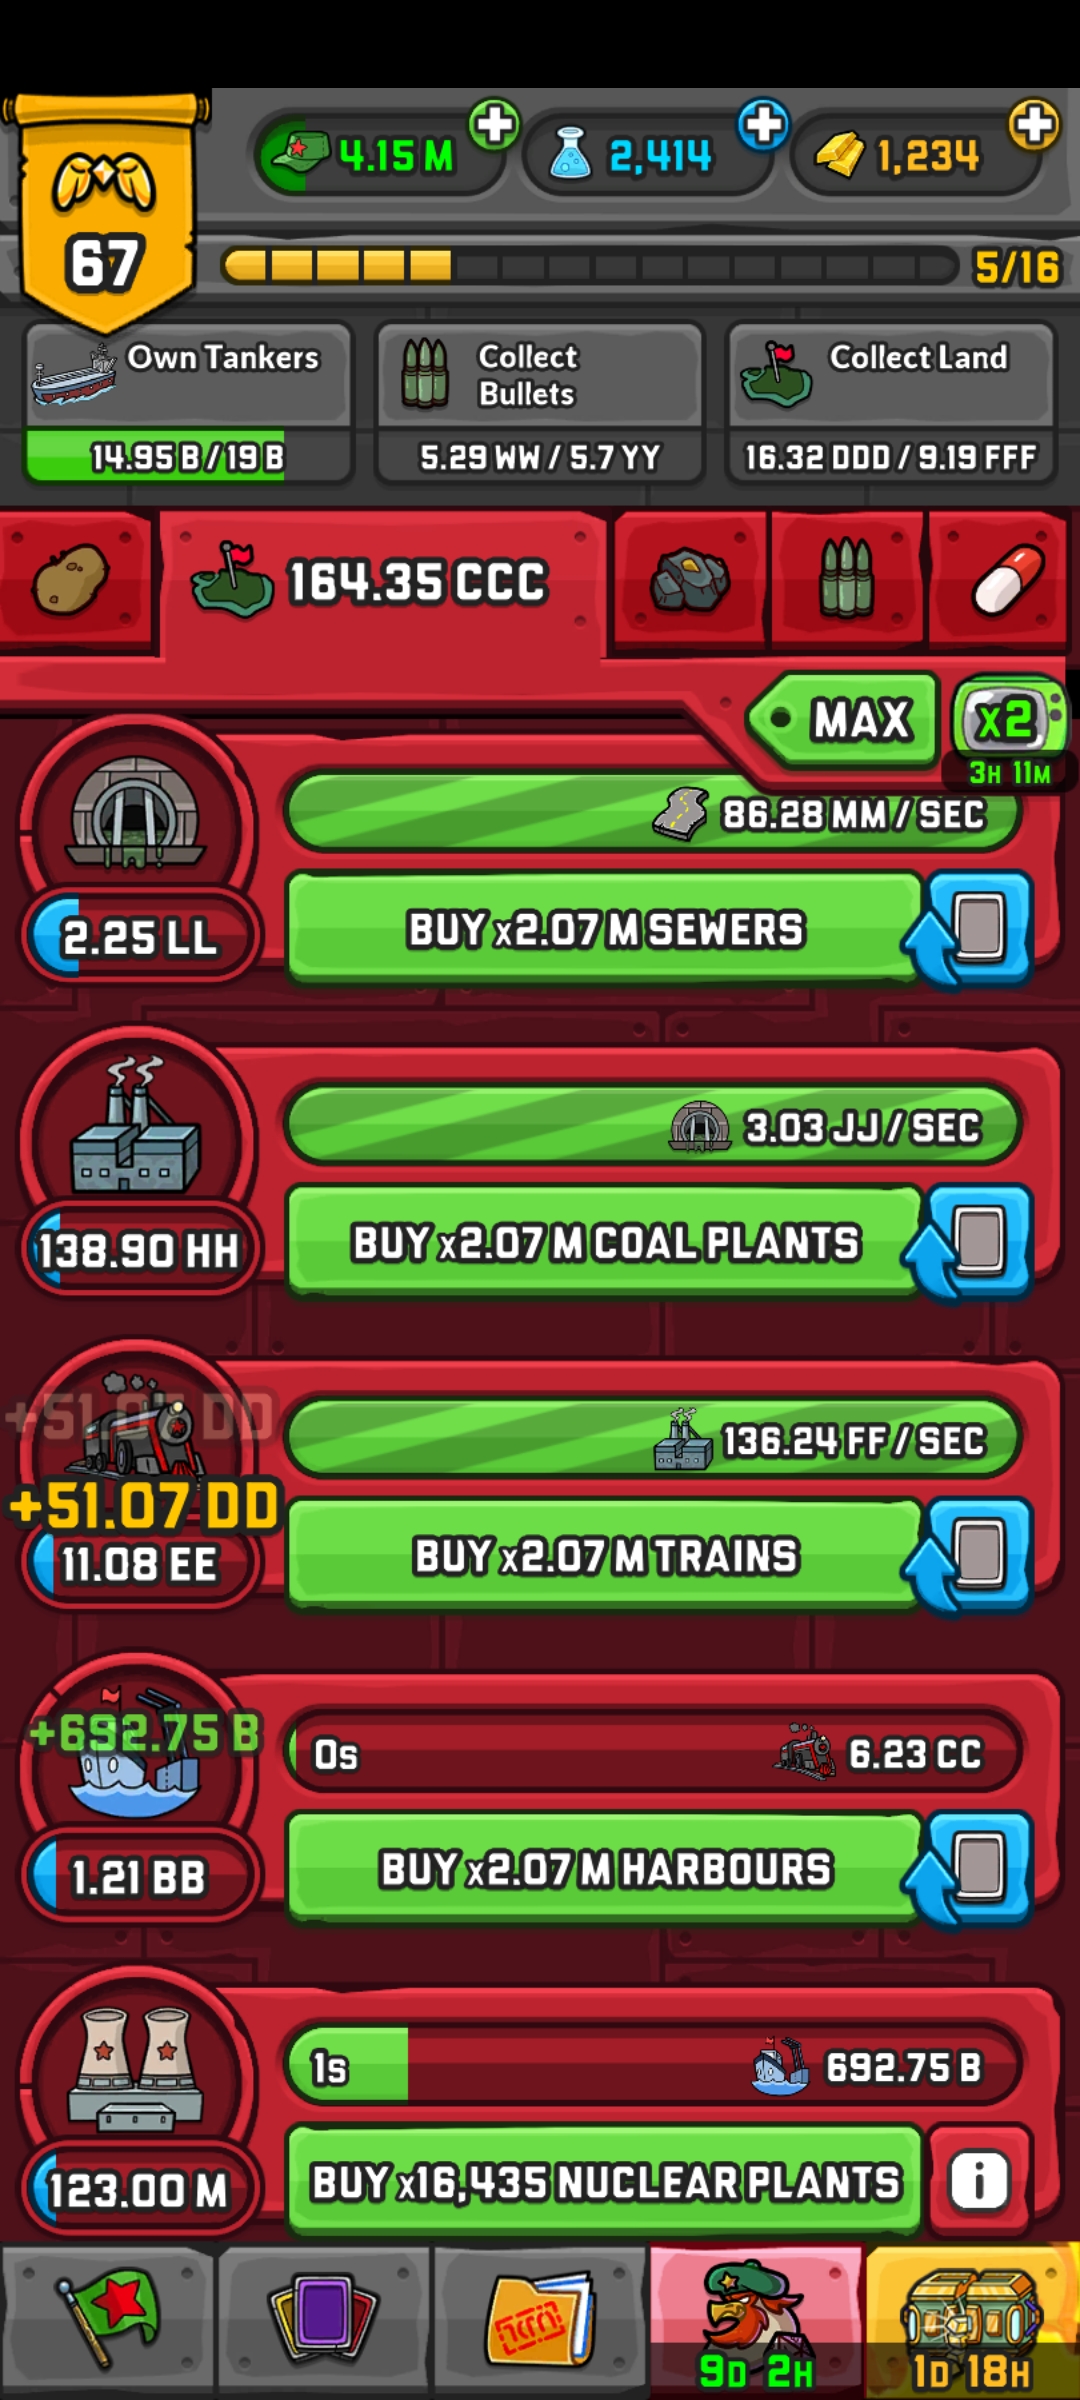 67
4.15 M
2,414
1,234
5/16
Own Tankers
14.95 B / 19 B
Collect
Bullets
5.29 WW / 5.7 YY
Collect Land
16.32 DDD / 9.19 FFF
164.35 CCC
MAX
x2
3H 11M
86.28 MM / SEC
2.25 LL
BUY x2.07 M SEWERS
3.03 JJ / SEC
138.90 HH
BUY x2.07 M COAL PLANTS
+51.07 DD
136.24 FF / SEC
+51.07 DD
11.08 EE
BUY x2.07 M TRAINS
+692.75 B
0s
6.23 CC
1.21 BB
BUY x2.07 M HARBOURS
1s
692.75 B
123.00 M
BUY x16,435 NUCLEAR PLANTS
i
9D 2H
1D 18H